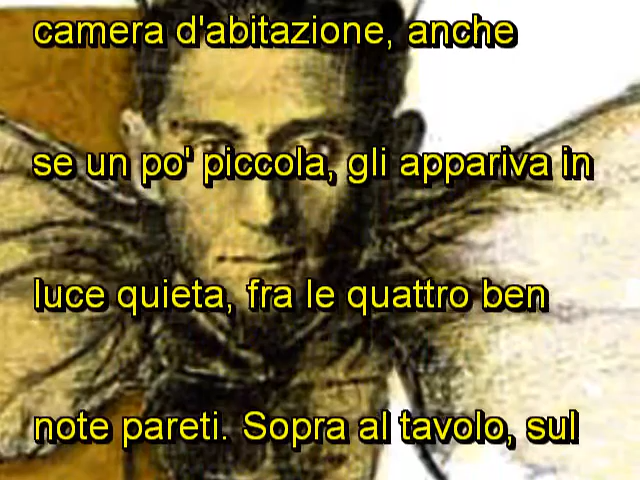 camera d'abitazione, anche
se un po' piccola, gli appariva in
luce quieta, fra le quattro ben
note pareti. Sopra al tavolo, sul